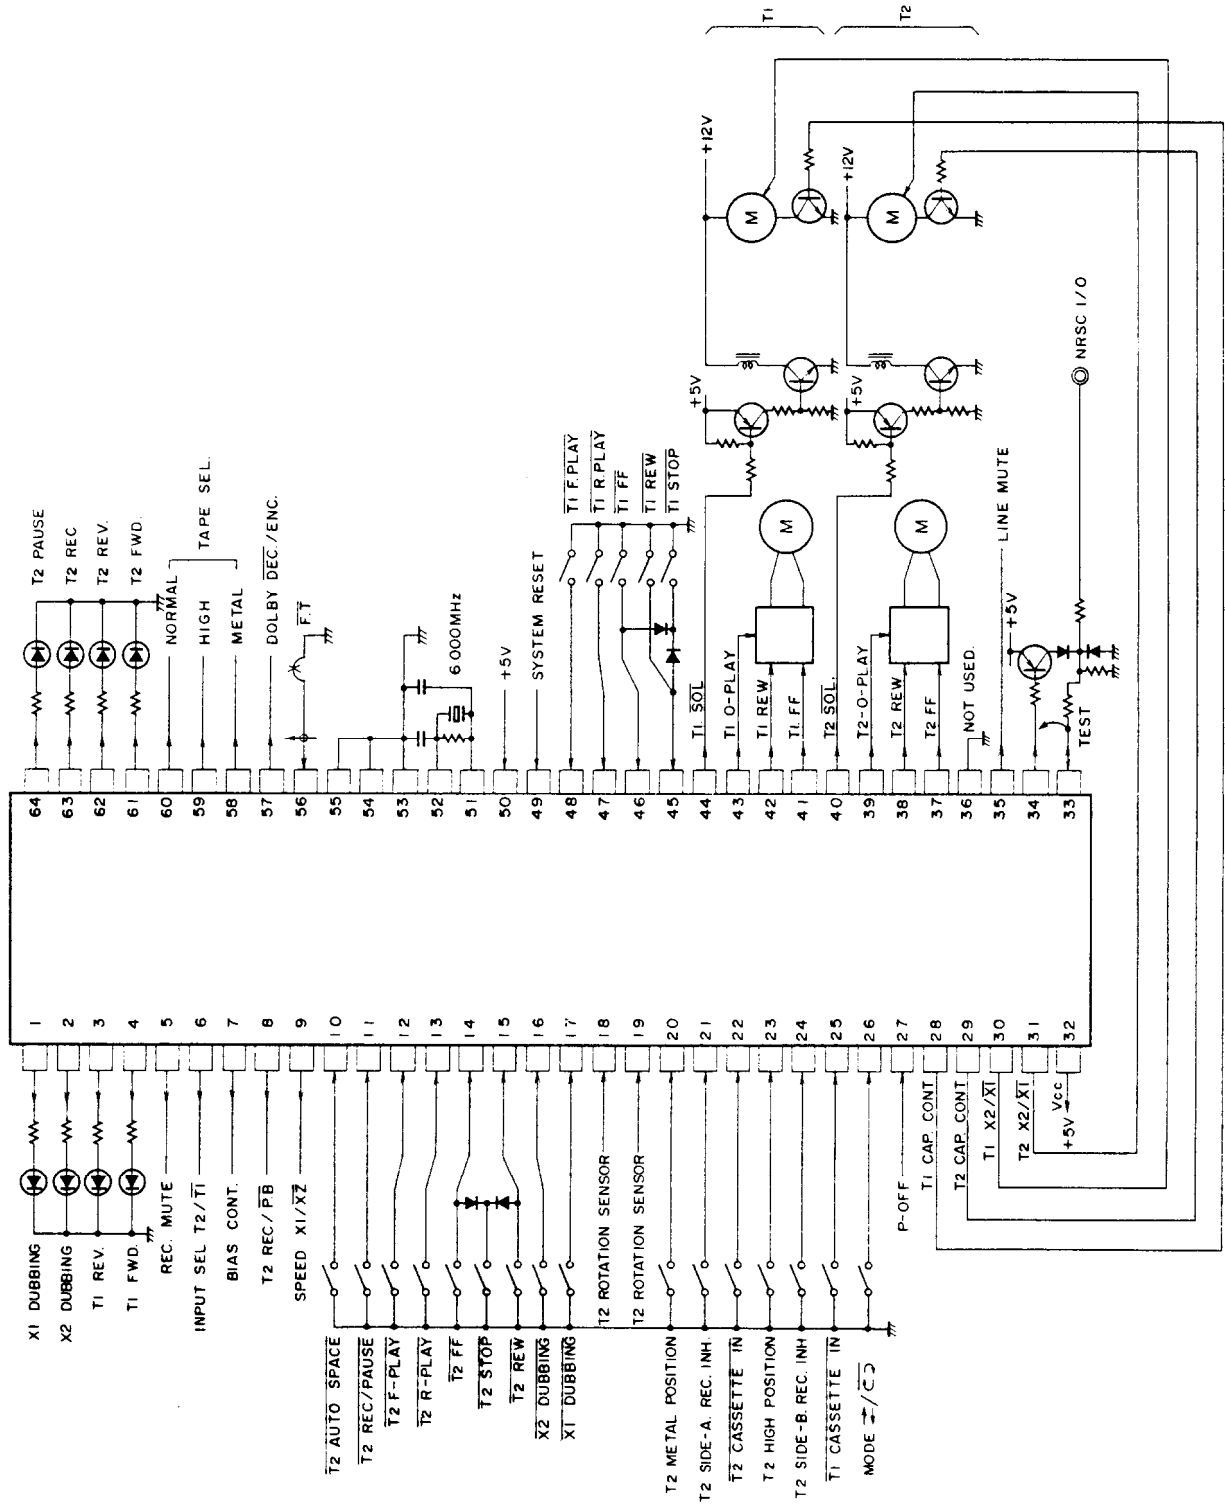 T1
T2
T2 PAUSE
T2 REC
T2 REV.
T2 FWD.
NORMAL
HIGH
METAL
TAPE SEL.
DOLBY DEC./ENC.
F.T
6.000MHz
+5V
SYSTEM RESET
T1 F.PLAY
T1 R.PLAY
T1 FF
T1 REW
T1 STOP
T1 SOL
T1 O-PLAY
T1 REW
T1 FF
T2 SOL.
T2-O-PLAY
T2 REW
T2 FF
NOT USED.
LINE MUTE
+5V
TEST
NRSC I/O
+5V
+12V
M
M
+5V
+12V
M
M
64
63
62
61
60
59
58
57
56
55
54
53
52
51
50
49
48
47
46
45
44
43
42
41
40
39
38
37
36
35
34
33
1
2
3
4
5
6
7
8
9
10
11
12
13
14
15
16
17
18
19
20
21
22
23
24
25
26
27
28
29
30
31
32
X1 DUBBING
X2 DUBBING
T1 REV.
T1 FWD.
REC. MUTE
INPUT SEL T2/T1
BIAS CONT.
T2 REC/PB
SPEED X1/X2
T2 AUTO SPACE
T2 REC/PAUSE
T2 F-PLAY
T2 R-PLAY
T2 FF
T2 STOP
T2 REW
X2 DUBBING
X1 DUBBING
T2 ROTATION SENSOR
T2 ROTATION SENSOR
T2 METAL POSITION
T2 SIDE-A. REC. INH.
T2 CASSETTE IN
T2 HIGH POSITION
T2 SIDE-B. REC. INH
T1 CASSETTE IN
MODE ⇄/⊂⊃
P-OFF
T1 CAP. CONT
T2 CAP. CONT
T1 X2/X1
T2 X2/X1
+5V Vcc